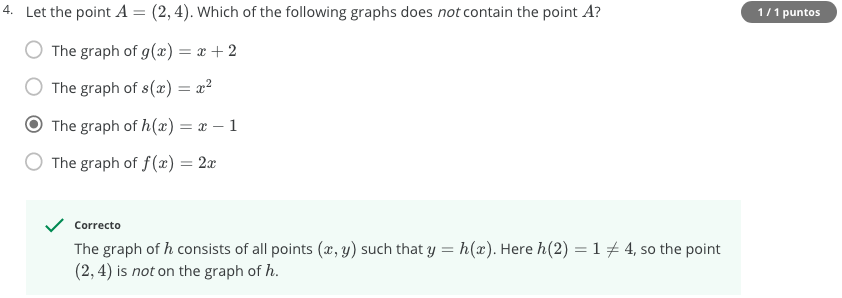 4. Let the point A = (2, 4). Which of the following graphs does not contain the point A?
1 / 1 puntos
The graph of g(x) = x + 2
The graph of s(x) = x²
The graph of h(x) = x − 1
The graph of f(x) = 2x
Correcto
The graph of h consists of all points (x, y) such that y = h(x). Here h(2) = 1 ≠ 4, so the point
(2, 4) is not on the graph of h.